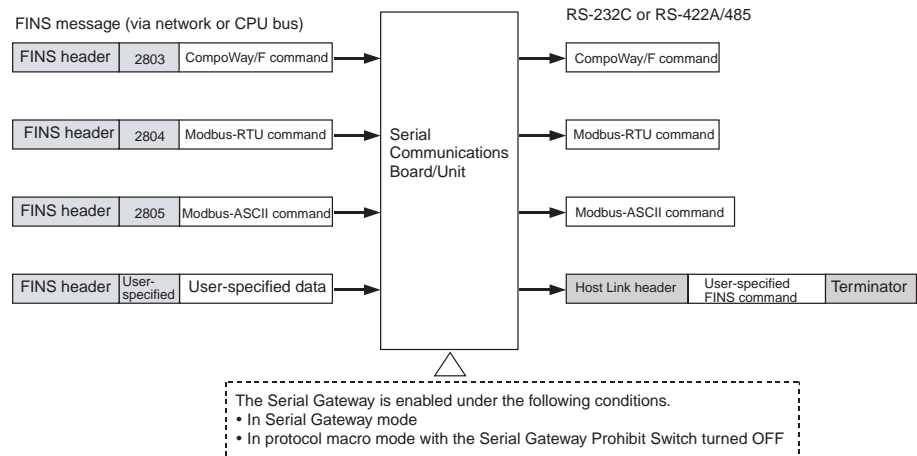 FINS message (via network or CPU bus)
RS-232C or RS-422A/485
FINS header 2803 CompoWay/F command
CompoWay/F command
FINS header 2804 Modbus-RTU command
Serial
Communications
Board/Unit
Modbus-RTU command
FINS header 2805 Modbus-ASCII command
Modbus-ASCII command
FINS header User-
specified User-specified data
Host Link header User-specified
FINS command Terminator
The Serial Gateway is enabled under the following conditions.
• In Serial Gateway mode
• In protocol macro mode with the Serial Gateway Prohibit Switch turned OFF